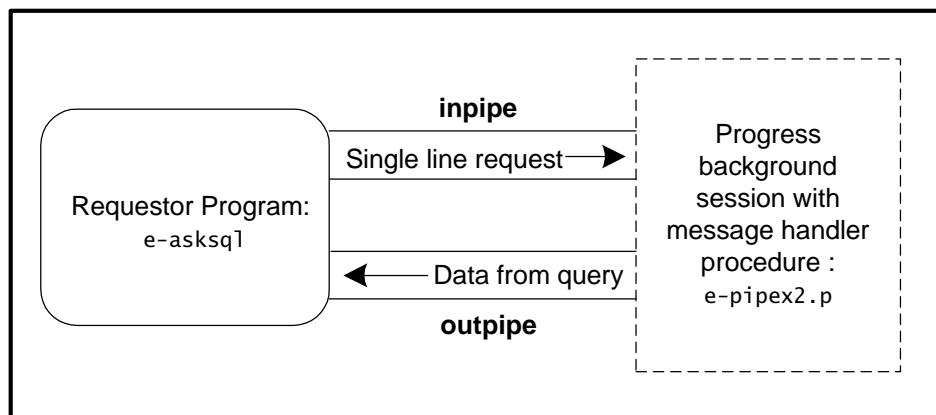 inpipe
Single line request
Requestor Program:
e-asksql
Data from query
outpipe
Progress
background
session with
message handler
procedure :
e-pipex2.p